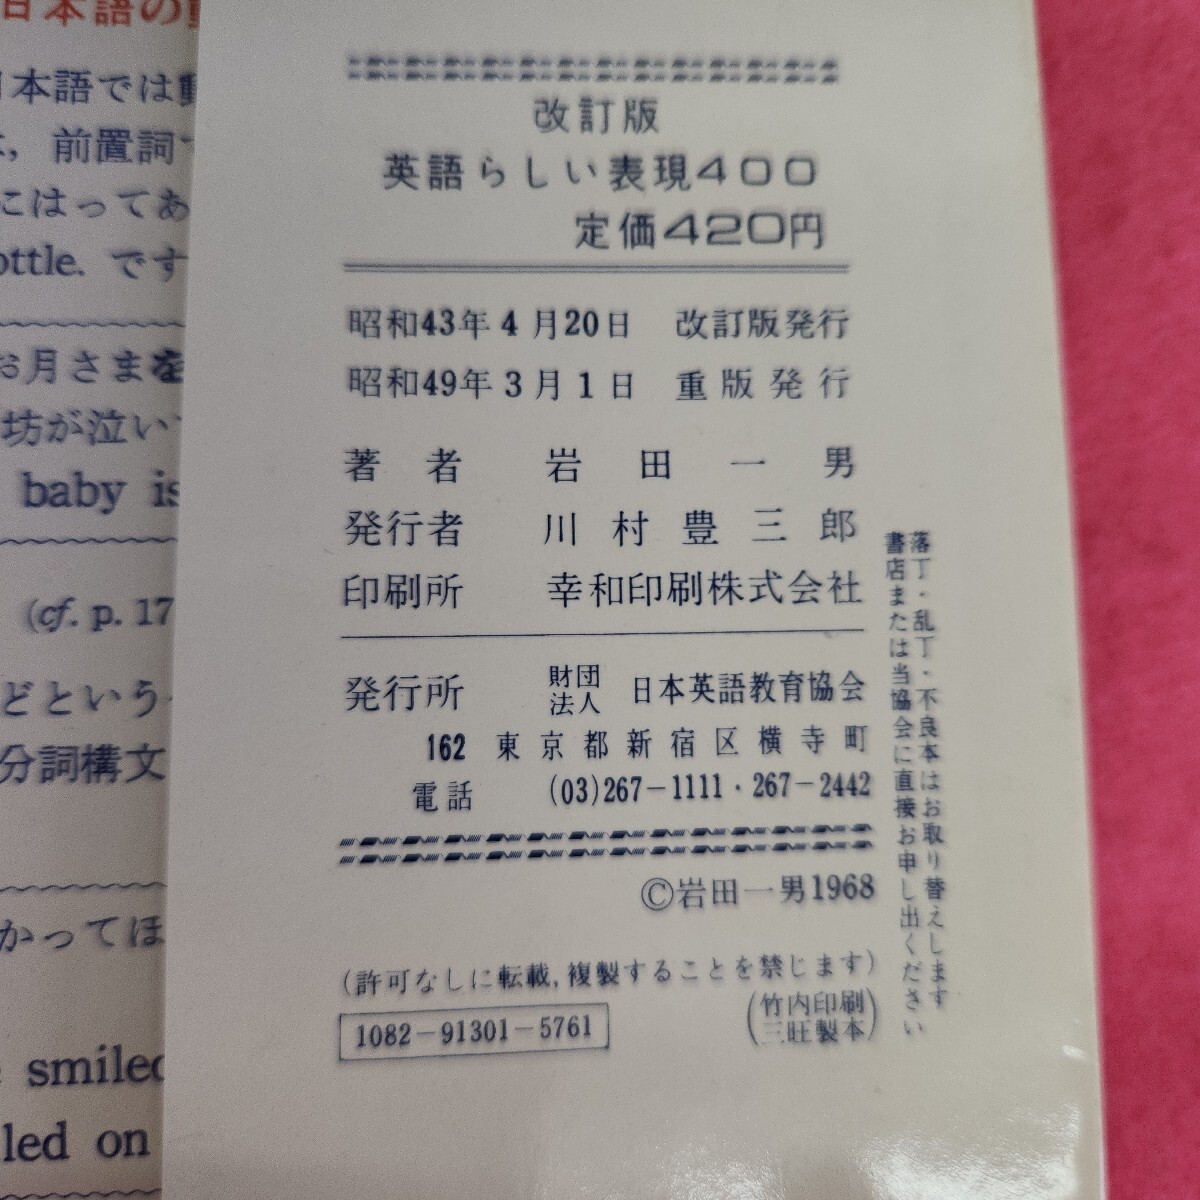 日本語の
日本語では
前置詞
こはってあ
ottle. です
お月さまを
坊が泣い
baby is
(cf. p. 17
どという
分詞構文
かってほ
smiled
led on
改訂版
英語らしい表現400
定価420円
昭和43年4月20日 改訂版発行
昭和49年3月1日 重版発行
著者 岩田一男
発行者 川村豊三郎
印刷所 幸和印刷株式会社
発行所 財団法人 日本英語教育協会
162 東京都新宿区横寺町
電話 (03)267-1111・267-2442
©岩田一男1968
(許可なしに転載,複製することを禁じます)
1082-91301-5761
(竹内印刷
三旺製本)
落丁・乱丁・不良本はお取り替えします
書店または当協会に直接お申し出ください